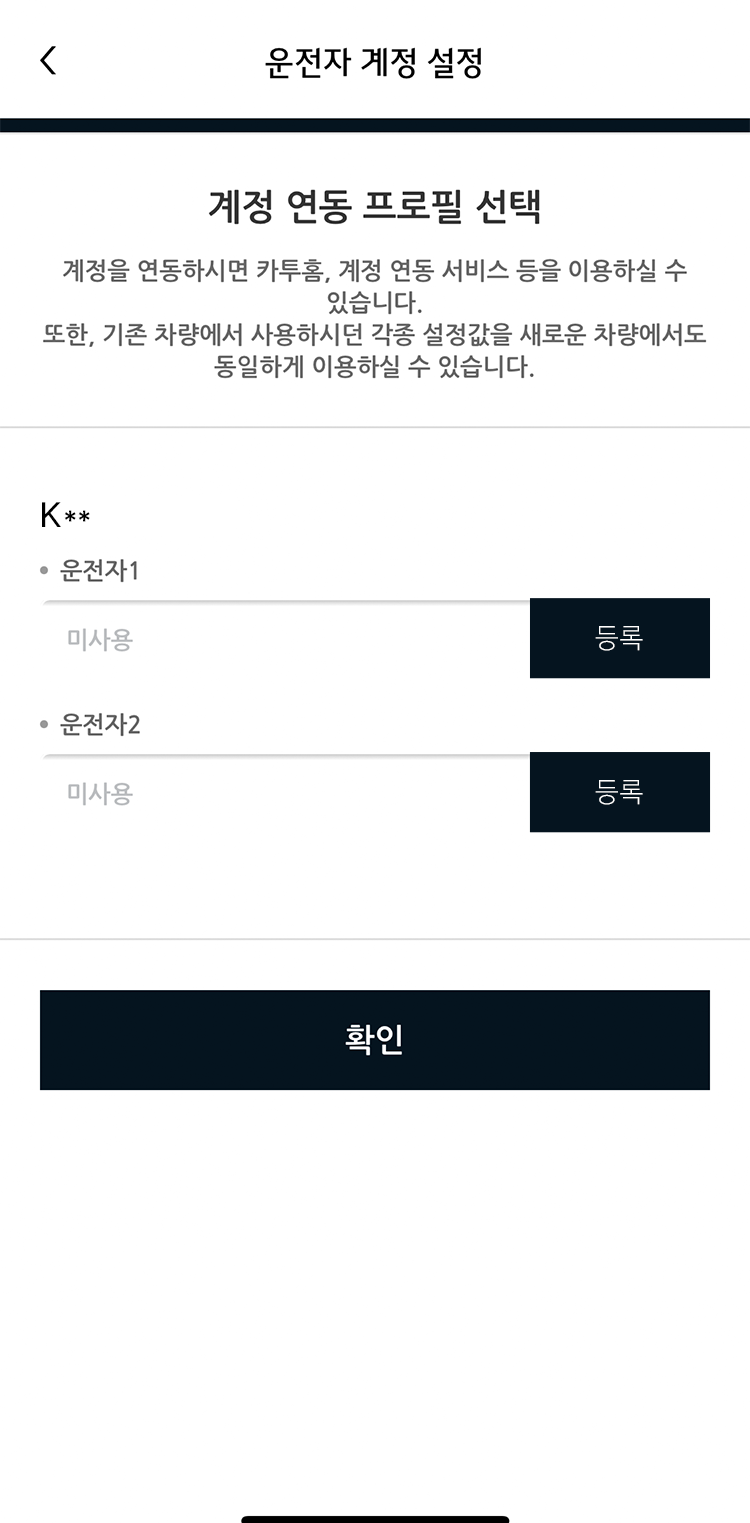 운전자 계정 설정
계정 연동 프로필 선택
계정을 연동하시면 카투홈, 계정 연동 서비스 등을 이용하실 수
있습니다.
또한, 기존 차량에서 사용하시던 각종 설정값을 새로운 차량에서도
동일하게 이용하실 수 있습니다.
K**
• 운전자1
미사용 등록
• 운전자2
미사용 등록
확인